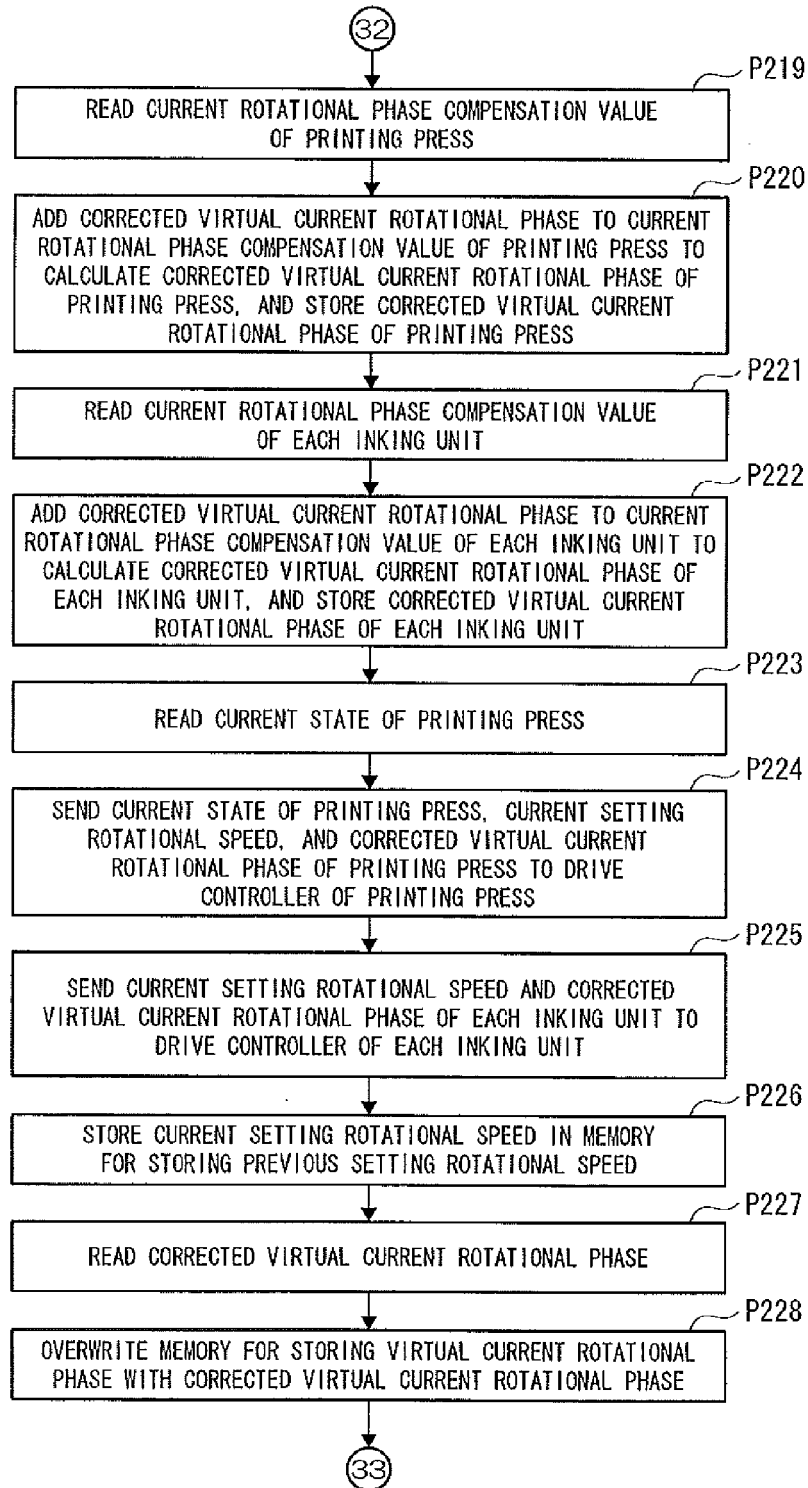 32
P219
READ CURRENT ROTATIONAL PHASE COMPENSATION VALUE
OF PRINTING PRESS
P220
ADD CORRECTED VIRTUAL CURRENT ROTATIONAL PHASE TO CURRENT
ROTATIONAL PHASE COMPENSATION VALUE OF PRINTING PRESS TO
CALCULATE CORRECTED VIRTUAL CURRENT ROTATIONAL PHASE OF
PRINTING PRESS, AND STORE CORRECTED VIRTUAL CURRENT
ROTATIONAL PHASE OF PRINTING PRESS
P221
READ CURRENT ROTATIONAL PHASE COMPENSATION VALUE
OF EACH INKING UNIT
P222
ADD CORRECTED VIRTUAL CURRENT ROTATIONAL PHASE TO CURRENT
ROTATIONAL PHASE COMPENSATION VALUE OF EACH INKING UNIT TO
CALCULATE CORRECTED VIRTUAL CURRENT ROTATIONAL PHASE OF
EACH INKING UNIT, AND STORE CORRECTED VIRTUAL CURRENT
ROTATIONAL PHASE OF EACH INKING UNIT
P223
READ CURRENT STATE OF PRINTING PRESS
P224
SEND CURRENT STATE OF PRINTING PRESS, CURRENT SETTING
ROTATIONAL SPEED, AND CORRECTED VIRTUAL CURRENT
ROTATIONAL PHASE OF PRINTING PRESS TO DRIVE
CONTROLLER OF PRINTING PRESS
P225
SEND CURRENT SETTING ROTATIONAL SPEED AND CORRECTED
VIRTUAL CURRENT ROTATIONAL PHASE OF EACH INKING UNIT TO
DRIVE CONTROLLER OF EACH INKING UNIT
P226
STORE CURRENT SETTING ROTATIONAL SPEED IN MEMORY
FOR STORING PREVIOUS SETTING ROTATIONAL SPEED
P227
READ CORRECTED VIRTUAL CURRENT ROTATIONAL PHASE
P228
OVERWRITE MEMORY FOR STORING VIRTUAL CURRENT ROTATIONAL
PHASE WITH CORRECTED VIRTUAL CURRENT ROTATIONAL PHASE
33